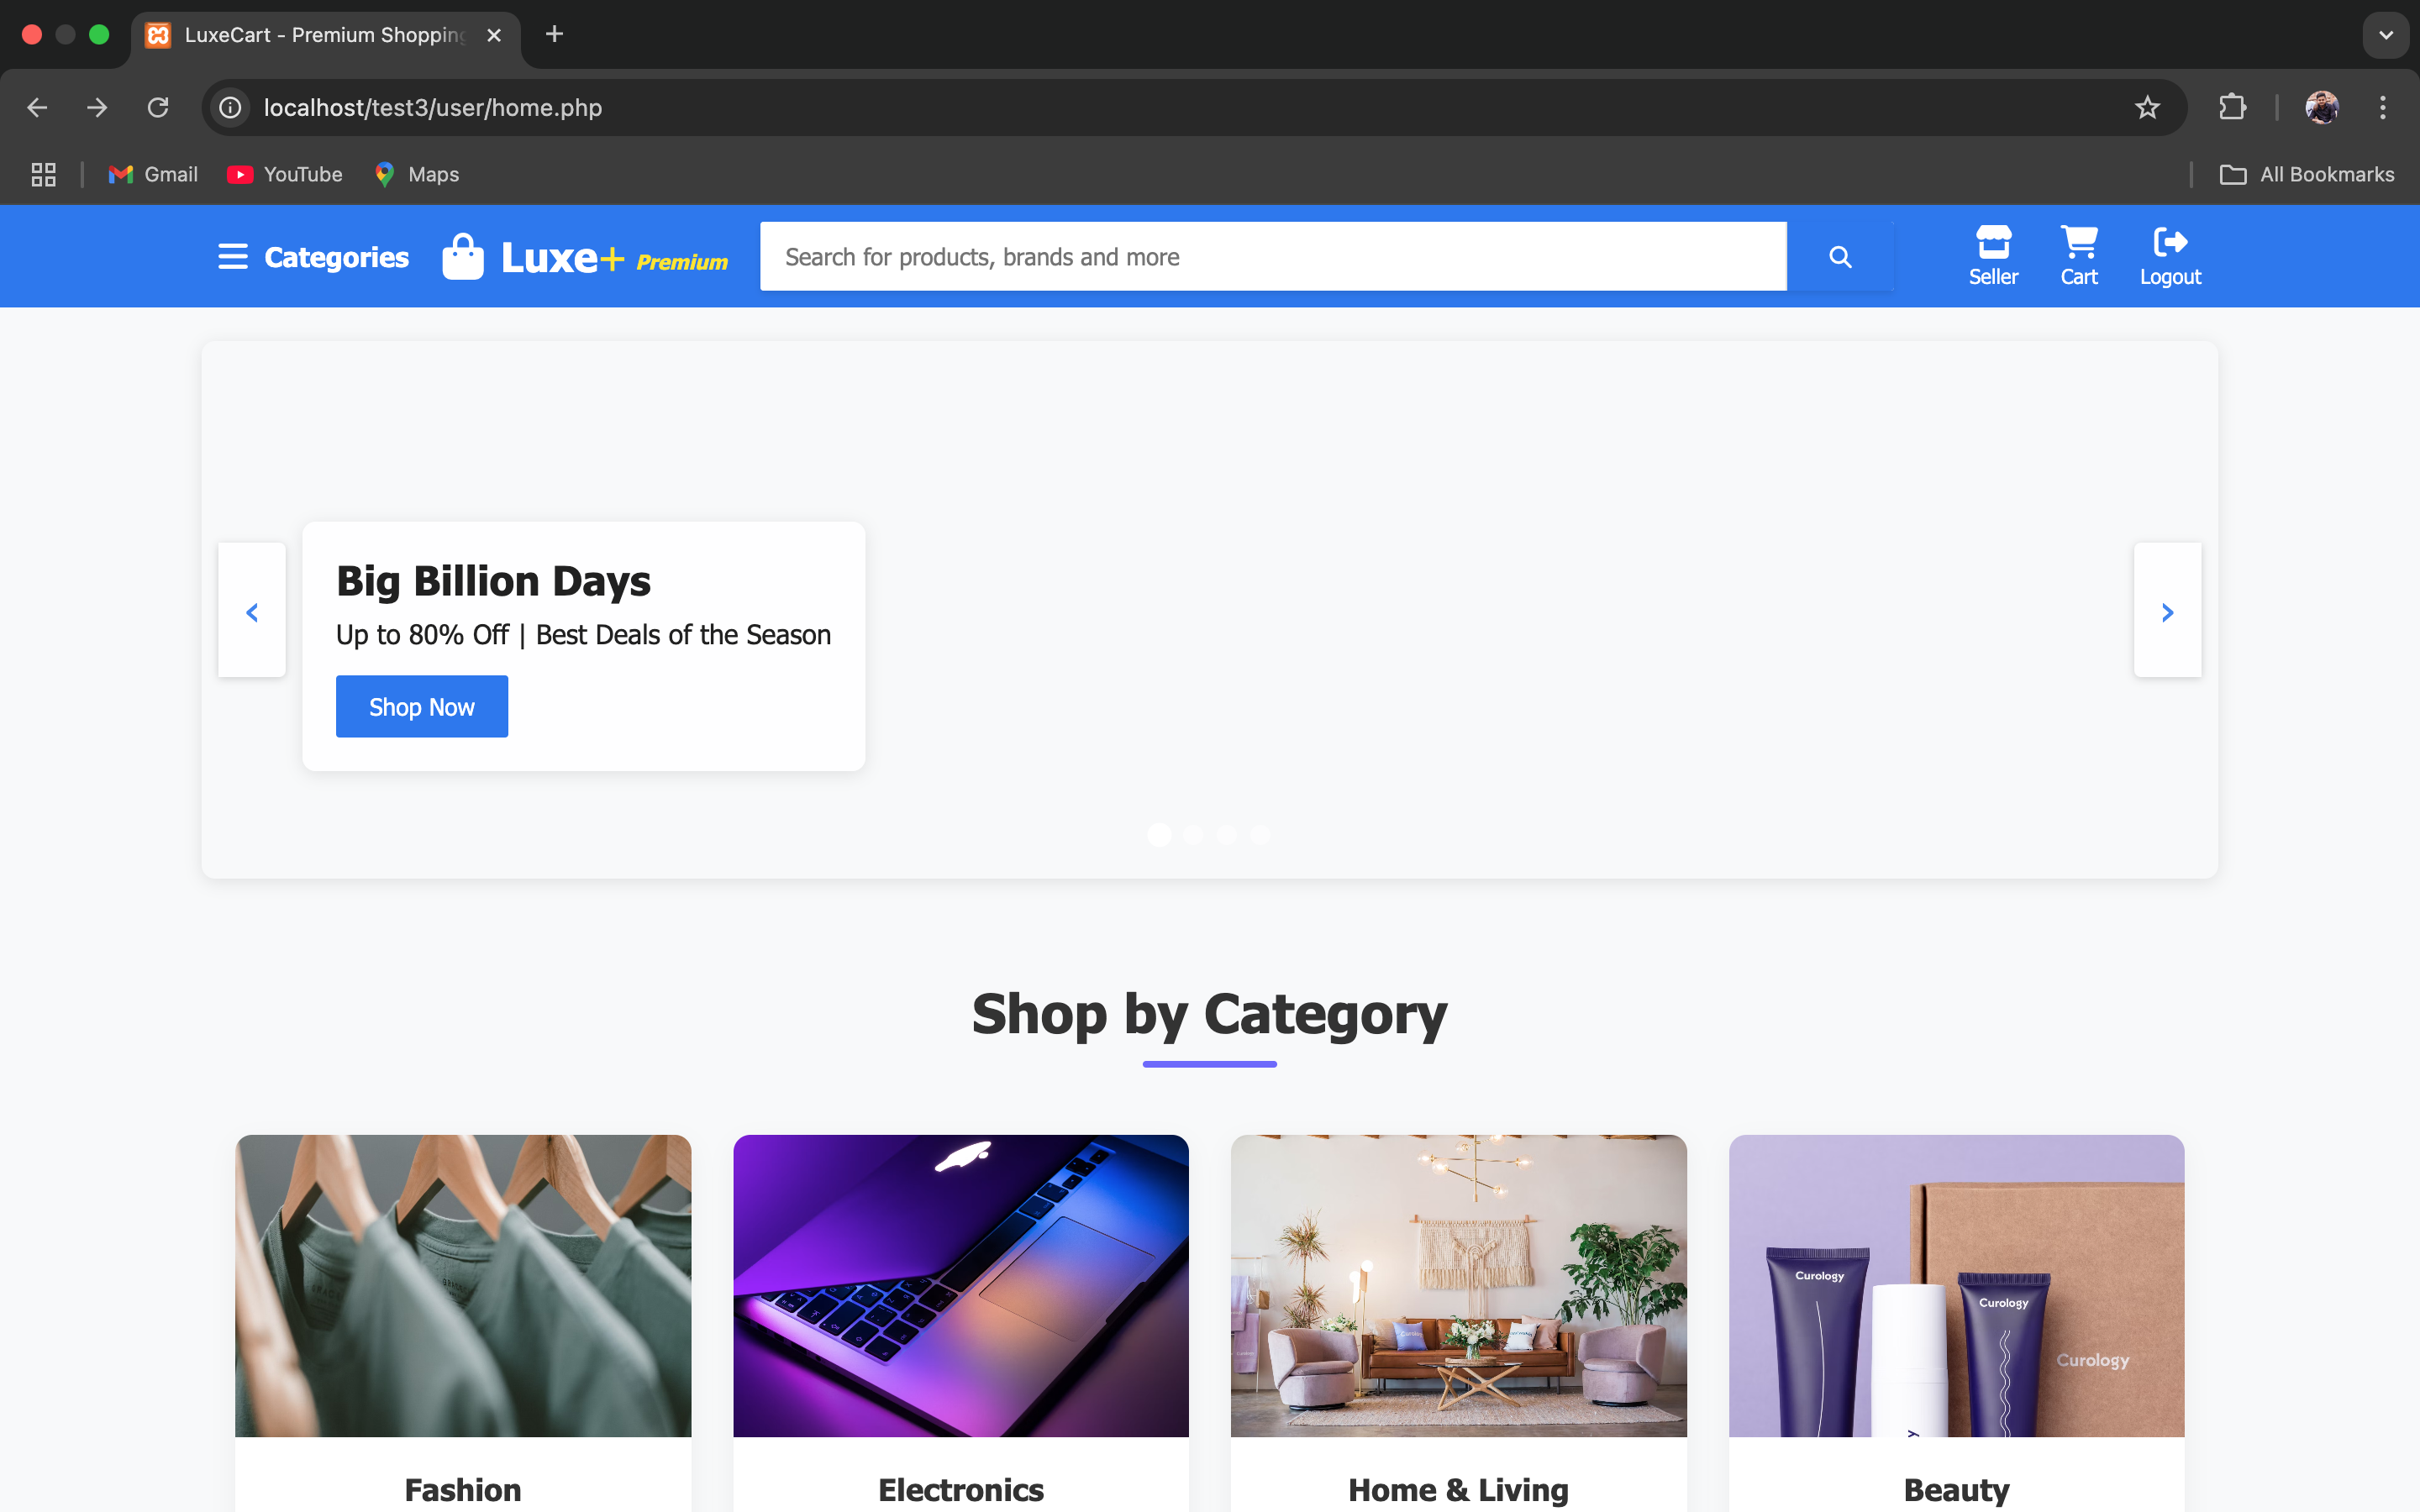 LuxeCart - Premium Shopping
localhost/test3/user/home.php
Gmail YouTube Maps All Bookmarks
Categories Luxe+ Premium Search for products, brands and more Seller Cart Logout
Big Billion Days
Up to 80% Off | Best Deals of the Season
Shop Now
Shop by Category
Curology
Curology
Curology
Fashion Electronics Home & Living Beauty